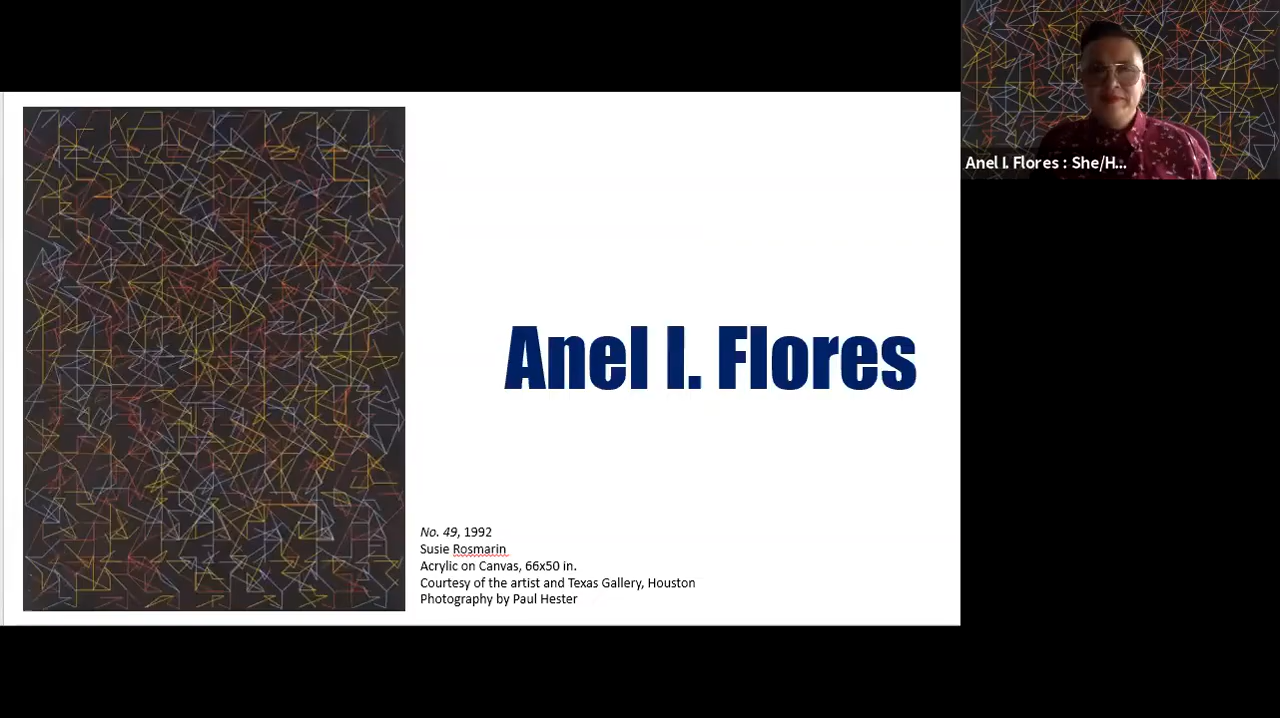 Anel I. Flores : She/H...
Anel I. Flores
No. 49, 1992
Susie Rosmarin
Acrylic on Canvas, 66x50 in.
Courtesy of the artist and Texas Gallery, Houston
Photography by Paul Hester